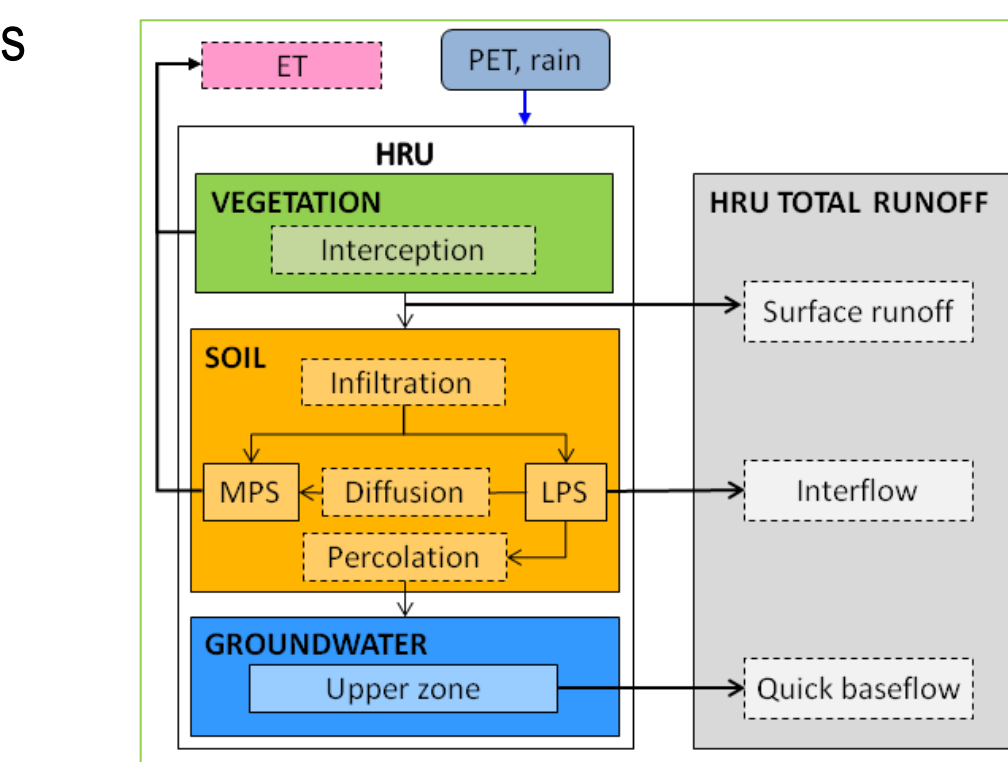 S
ET
PET, rain
HRU
VEGETATION
Interception
HRU TOTAL RUNOFF
Surface runoff
SOIL
Infiltration
MPS
Diffusion
LPS
Interflow
Percolation
GROUNDWATER
Upper zone
Quick baseflow